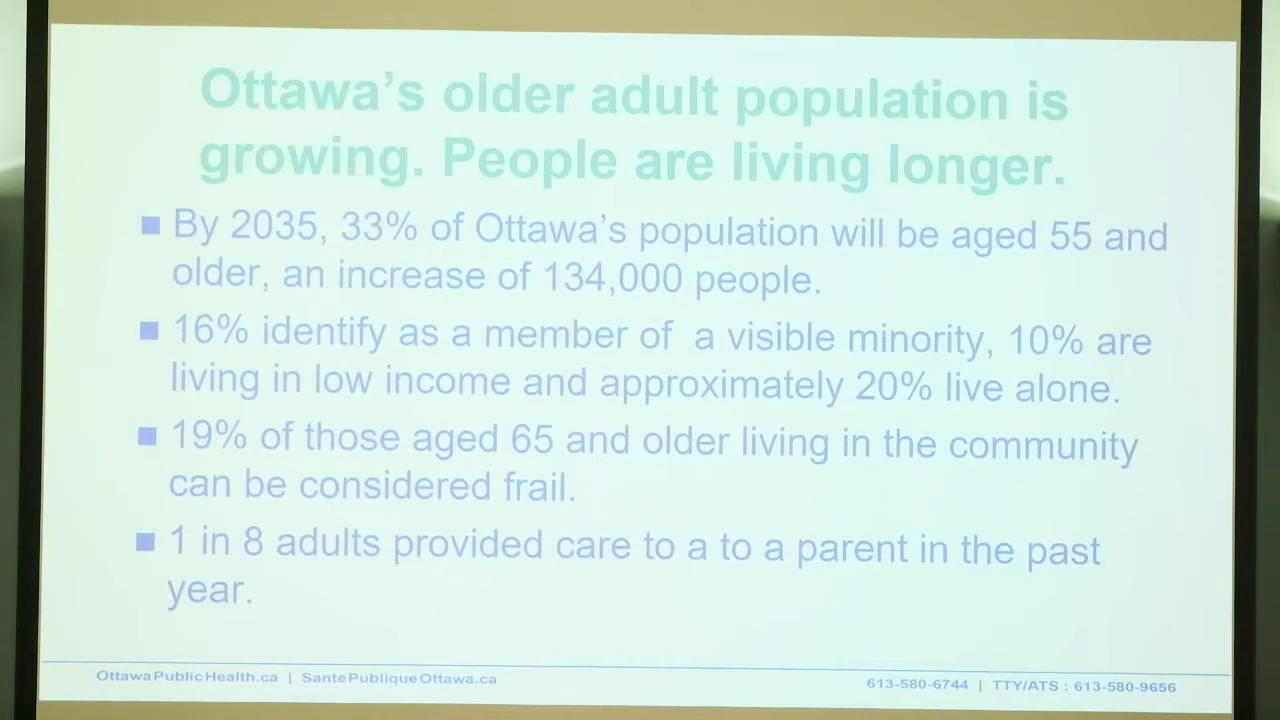 Ottawa's older adult population is
growing. People are living longer.
■ By 2035, 33% of Ottawa's population will be aged 55 and
older, an increase of 134,000 people.
■ 16% identify as a member of a visible minority, 10% are
living in low income and approximately 20% live alone.
■ 19% of those aged 65 and older living in the community
can be considered frail.
■ 1 in 8 adults provided care to a to a parent in the past
year.
OttawaPublicHealth.ca | SantePubliqueOttawa.ca
613-580-6744 | TTY/ATS : 613-580-9656